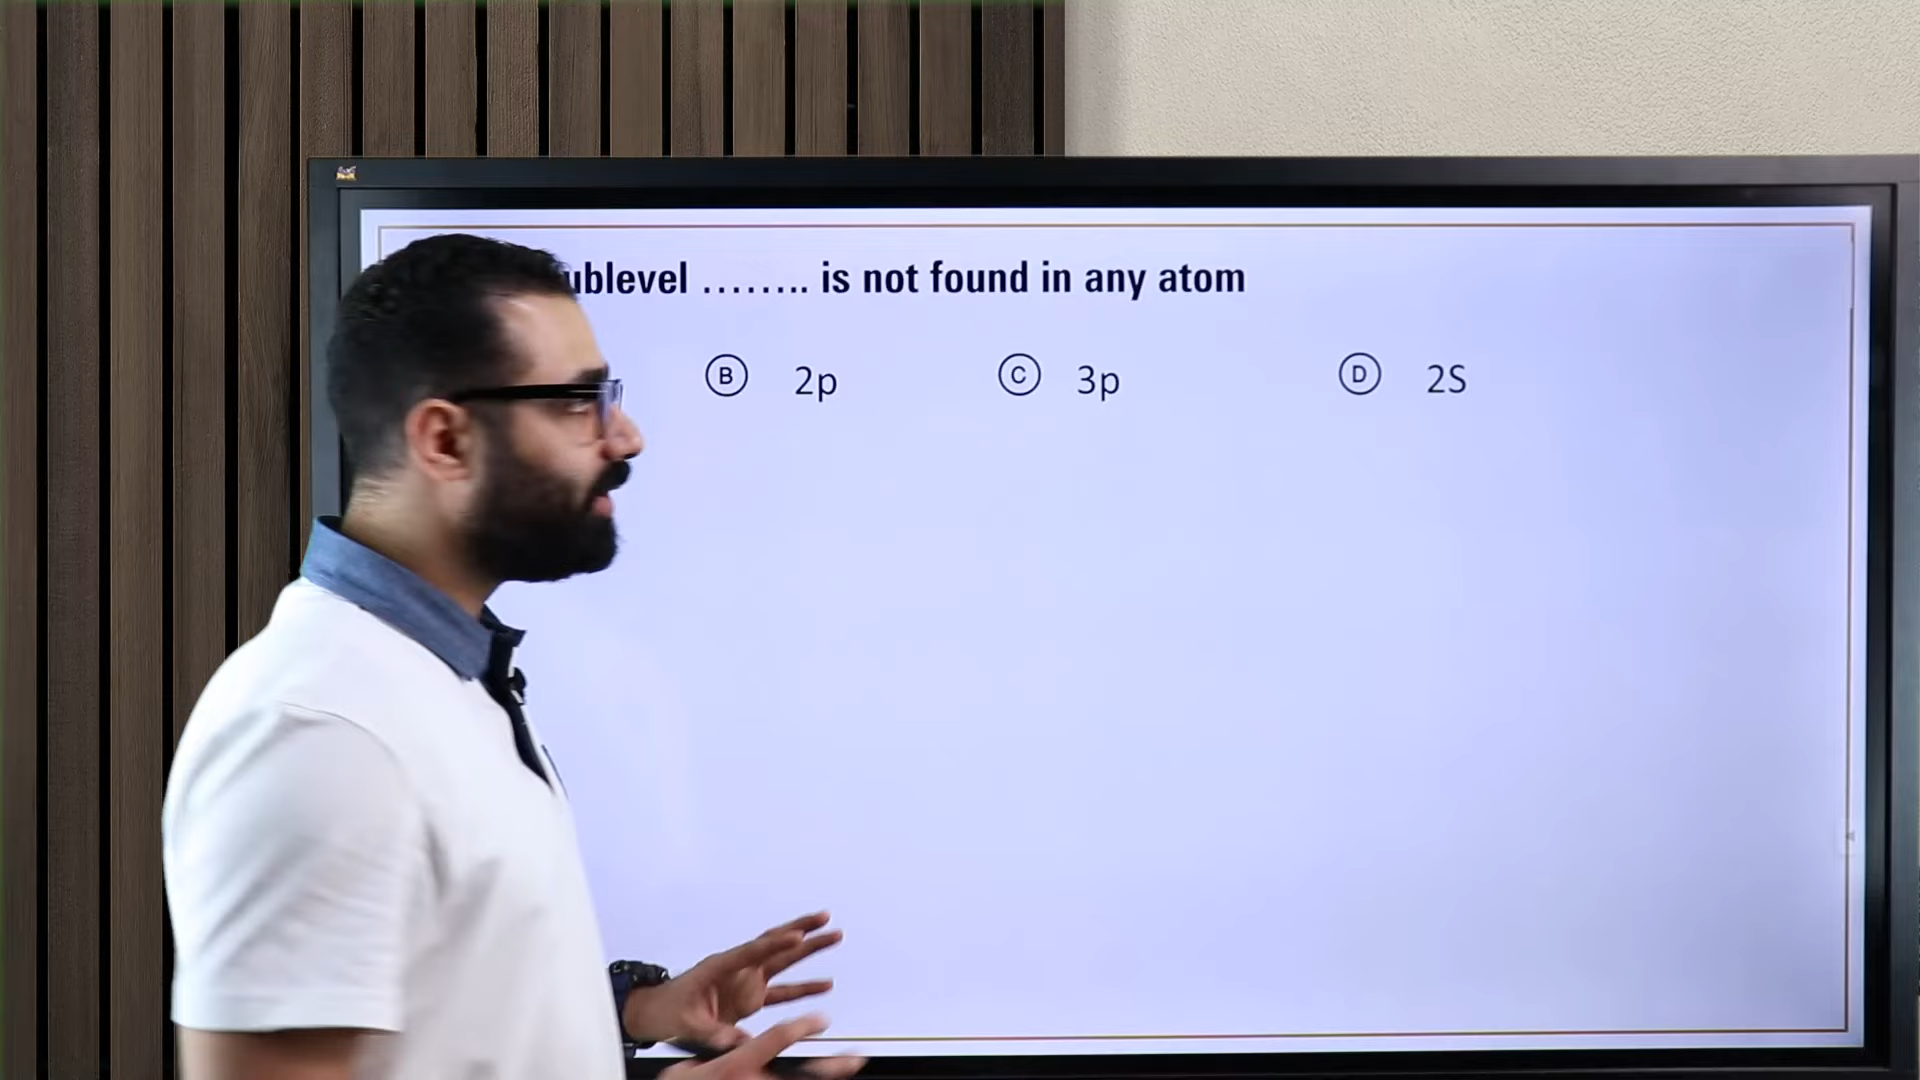 ublevel ........ is not found in any atom
B 2p C 3p D 2S